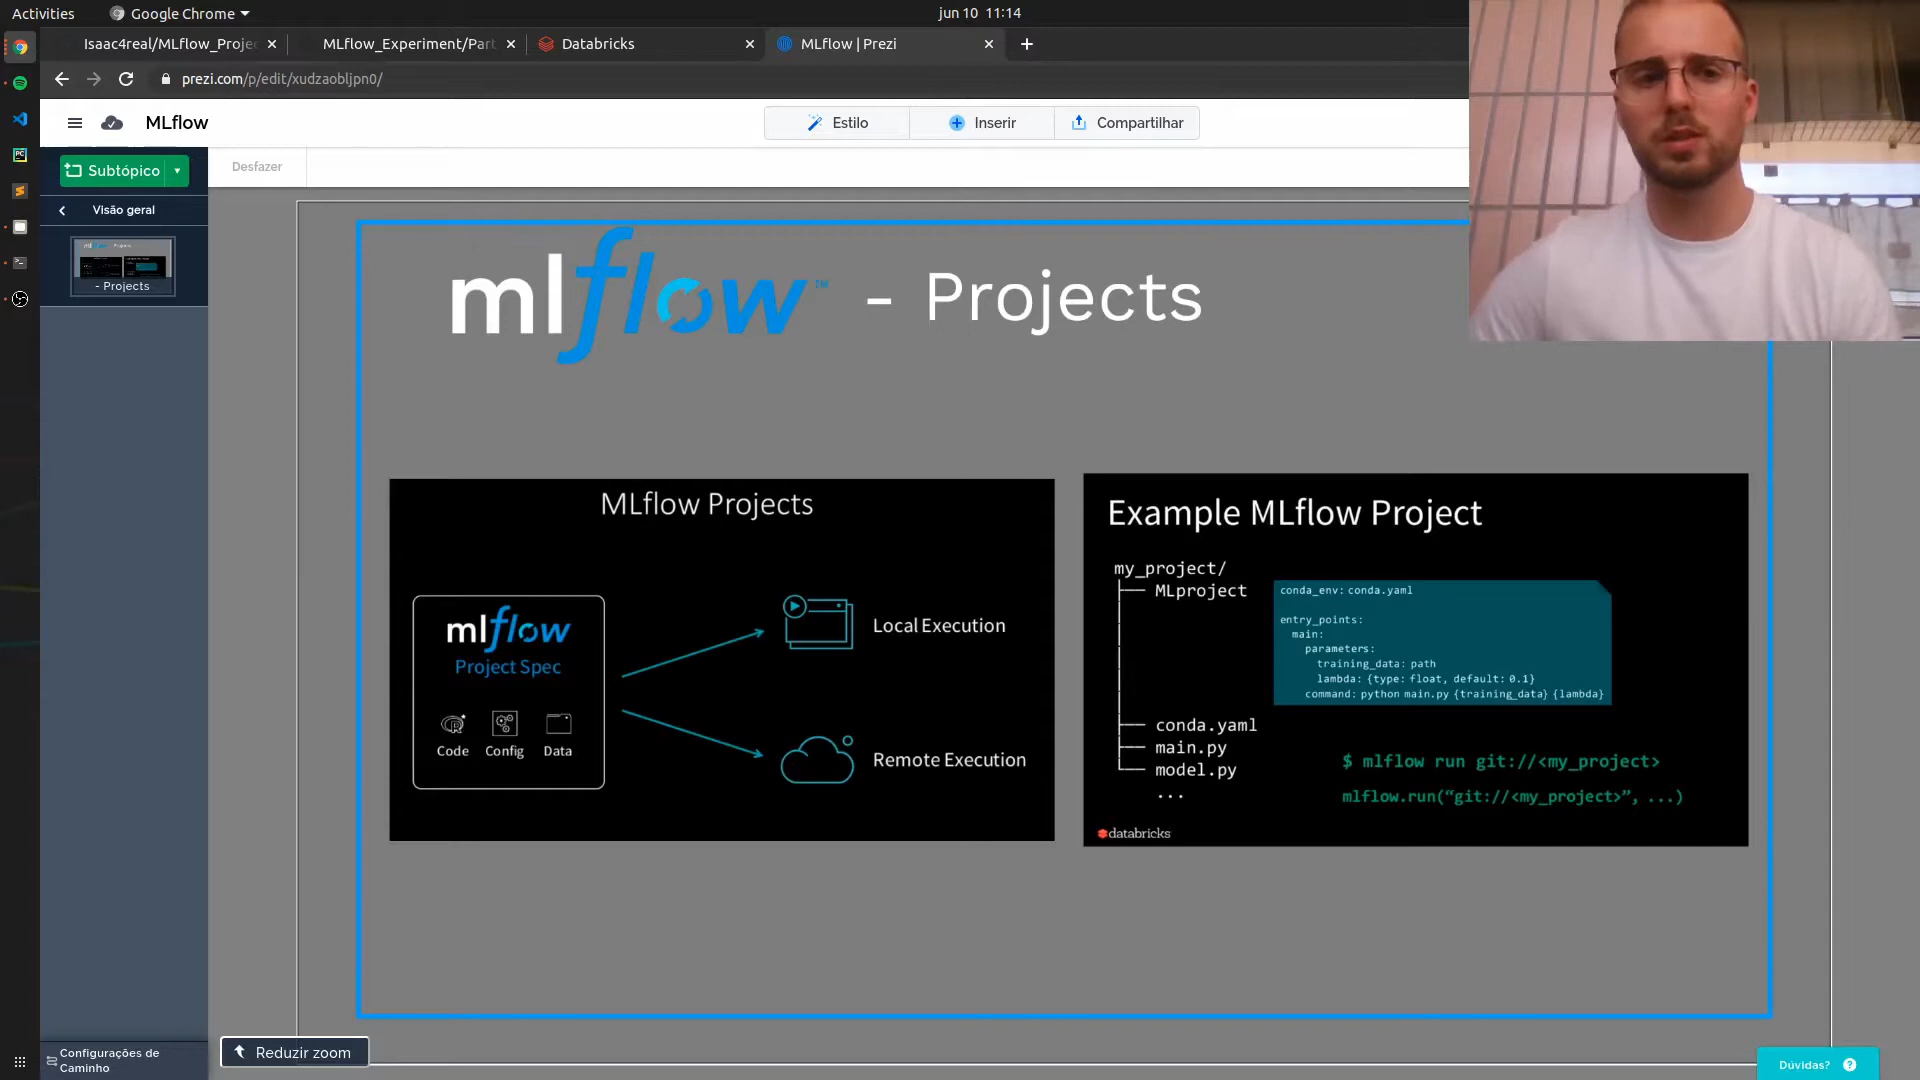 Activities
Google Chrome
jun 10 11:14
Isaac4real/MLflow_Proje
MLflow_Experiment/Part
Databricks
MLflow | Prezi
prezi.com/p/edit/xudzaobljpn0/
MLflow
Estilo
Inserir
Compartilhar
Subtópico
Desfazer
Visão geral
- Projects
mlflow™ - Projects
MLflow Projects
mlflow
Project Spec
Code Config Data
Local Execution
Remote Execution
Example MLflow Project
my_project/
MLproject
conda_env: conda.yaml
entry_points:
main:
parameters:
training_data: path
lambda: {type: float, default: 0.1}
command: python main.py {training_data} {lambda}
conda.yaml
main.py
model.py
...
$ mlflow run git://<my_project>
mlflow.run(“git://<my_project>”, ...)
databricks
Configurações de
Caminho
Reduzir zoom
Dúvidas? ?